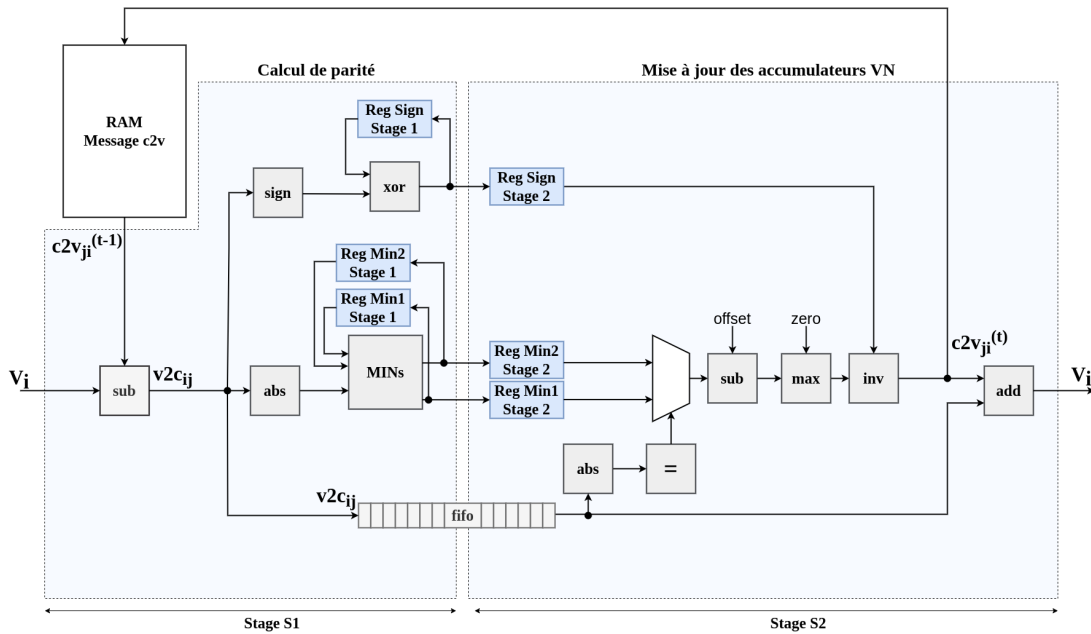 Calcul de parité
Mise à jour des accumulateurs VN
RAM
Message c2v
Reg Sign
Stage 1
sign
xor
Reg Sign
Stage 2
c2vji(t-1)
Reg Min2
Stage 1
Reg Min1
Stage 1
offset
zero
Vi
sub
v2cij
abs
MINs
Reg Min2
Stage 2
Reg Min1
Stage 2
sub
max
inv
c2vji(t)
add
Vi
abs
=
v2cij
fifo
Stage S1
Stage S2